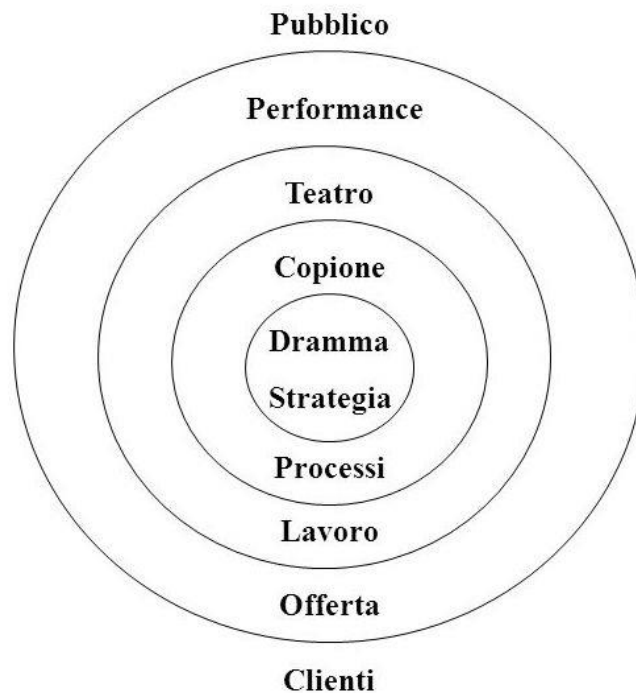 Pubblico
Performance
Teatro
Copione
Dramma
Strategia
Processi
Lavoro
Offerta
Clienti